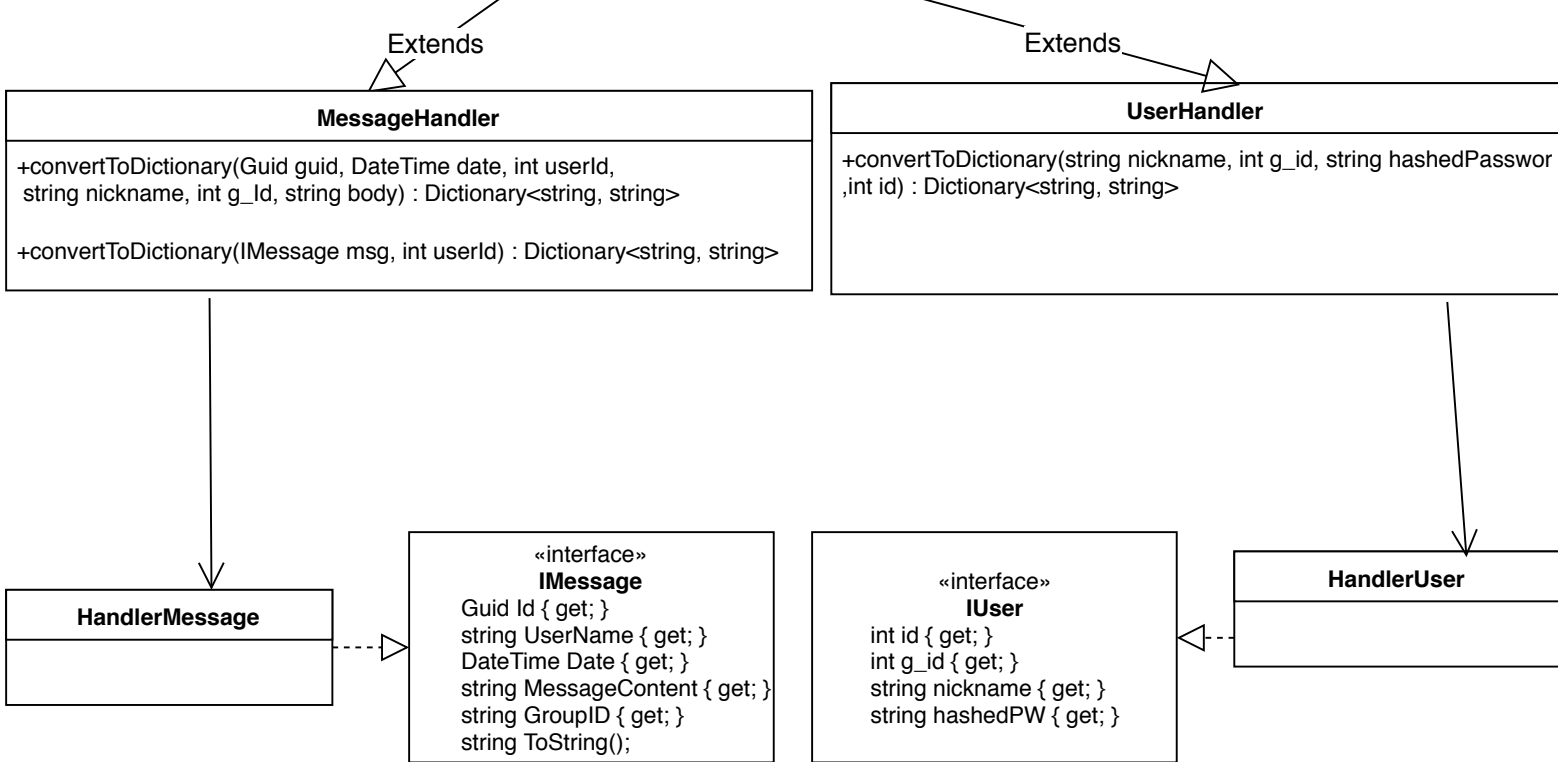 Extends
Extends
MessageHandler
+convertToDictionary(Guid guid, DateTime date, int userId,
string nickname, int g_Id, string body) : Dictionary<string, string>
+convertToDictionary(IMessage msg, int userId) : Dictionary<string, string>
UserHandler
+convertToDictionary(string nickname, int g_id, string hashedPasswor
,int id) : Dictionary<string, string>
HandlerMessage
«interface»
IMessage
Guid Id { get; }
string UserName { get; }
DateTime Date { get; }
string MessageContent { get; }
string GroupID { get; }
string ToString();
«interface»
IUser
int id { get; }
int g_id { get; }
string nickname { get; }
string hashedPW { get; }
HandlerUser